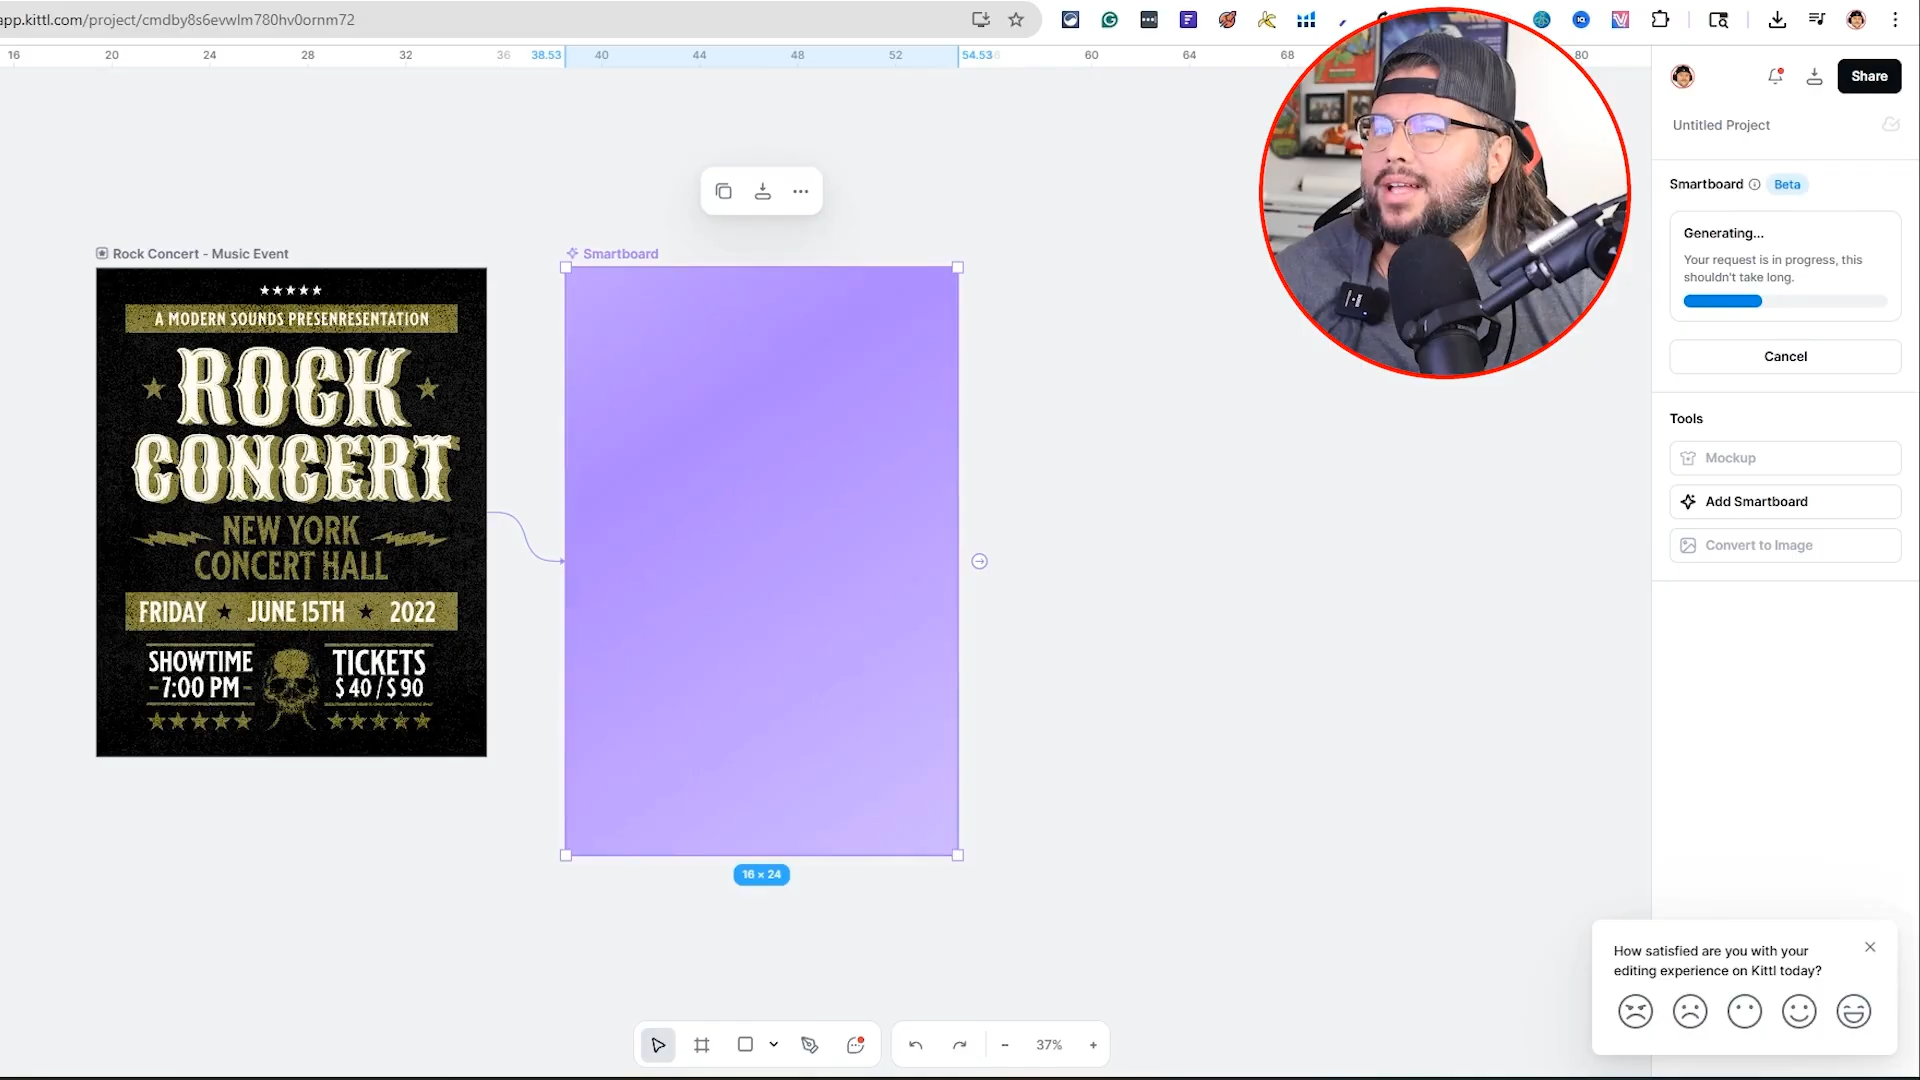 app.kittl.com/project/cmdby8s6evwlm780hv0ornm72
16 20 24 28 32 36 38.53 40 44 48 52 54.53 60 64 68 80
Share
Untitled Project
Smartboard Beta
Generating...
Your request is in progress, this
shouldn't take long.
Cancel
Tools
Mockup
Add Smartboard
Convert to Image
Rock Concert - Music Event
A MODERN SOUNDS PRESENRESENTATION
ROCK
CONCERT
NEW YORK
CONCERT HALL
FRIDAY ★ JUNE 15TH ★ 2022
SHOWTIME
-7:00 PM-
TICKETS
$ 40 / $ 90
Smartboard
16 × 24
How satisfied are you with your
editing experience on Kittl today?
37%